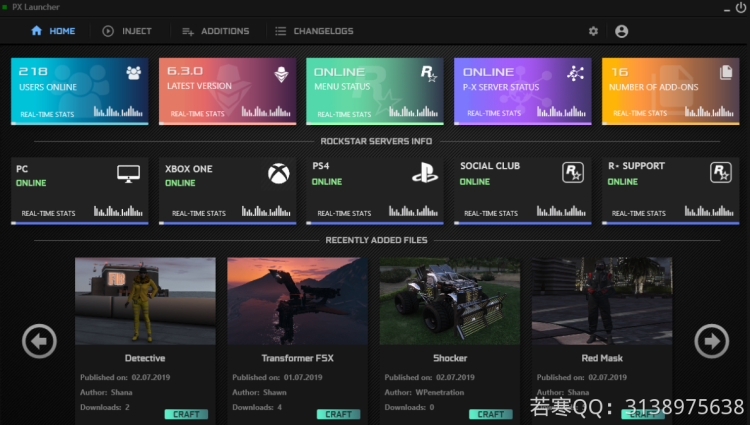 PX Launcher
HOME INJECT ADDITIONS CHANGELOGS
218
USERS ONLINE
REAL-TIME STATS
6.3.0
LATEST VERSION
REAL-TIME STATS
ONLINE
MENU STATUS
REAL-TIME STATS
ONLINE
P-X SERVER STATUS
REAL-TIME STATS
16
NUMBER OF ADD-ONS
REAL-TIME STATS
ROCKSTAR SERVERS INFO
PC
ONLINE
REAL-TIME STATS
XBOX ONE
ONLINE
REAL-TIME STATS
PS4
ONLINE
REAL-TIME STATS
SOCIAL CLUB
ONLINE
REAL-TIME STATS
R* SUPPORT
ONLINE
REAL-TIME STATS
RECENTLY ADDED FILES
Detective
Published on: 02.07.2019
Author: Shana
Downloads: 2
CRAFT
Transformer F5X
Published on: 01.07.2019
Author: Shawn
Downloads: 4
CRAFT
Shocker
Published on: 02.07.2019
Author: WPenetration
Downloads: 0
CRAFT
Red Mask
Published on: 02.07.2019
Author: Shana
CRAFT
若寒QQ：3138975638